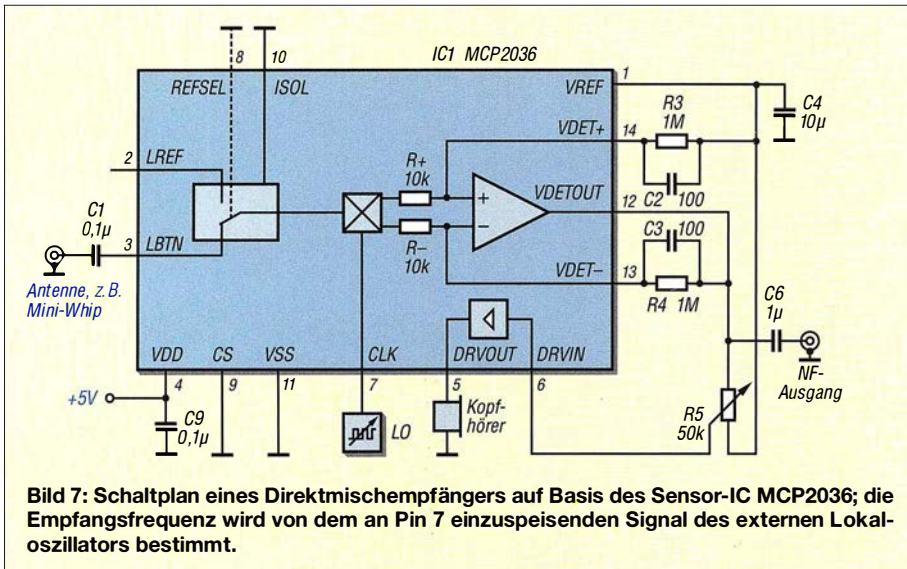 IC1 MCP2036
8
10
REFSEL
ISOL
VREF
1
R3
1M
C4
10µ
VDET+
14
2
LREF
R+
10k
C2
100
VDETOUT
12
C1
0,1µ
3
LBTN
R–
10k
C3
100
VDET–
13
R4
1M
C6
1µ
Antenne, z. B.
Mini-Whip
NF-
Ausgang
VDD
CS
VSS
CLK
DRVOUT
DRVIN
4
9
11
7
5
6
+5V
C9
0,1µ
LO
Kopf-
hörer
R5
50k
+
–
Bild 7: Schaltplan eines Direktmischempfängers auf Basis des Sensor-IC MCP2036; die
Empfangsfrequenz wird von dem an Pin 7 einzuspeisenden Signal des externen Lokal-
oszillators bestimmt.